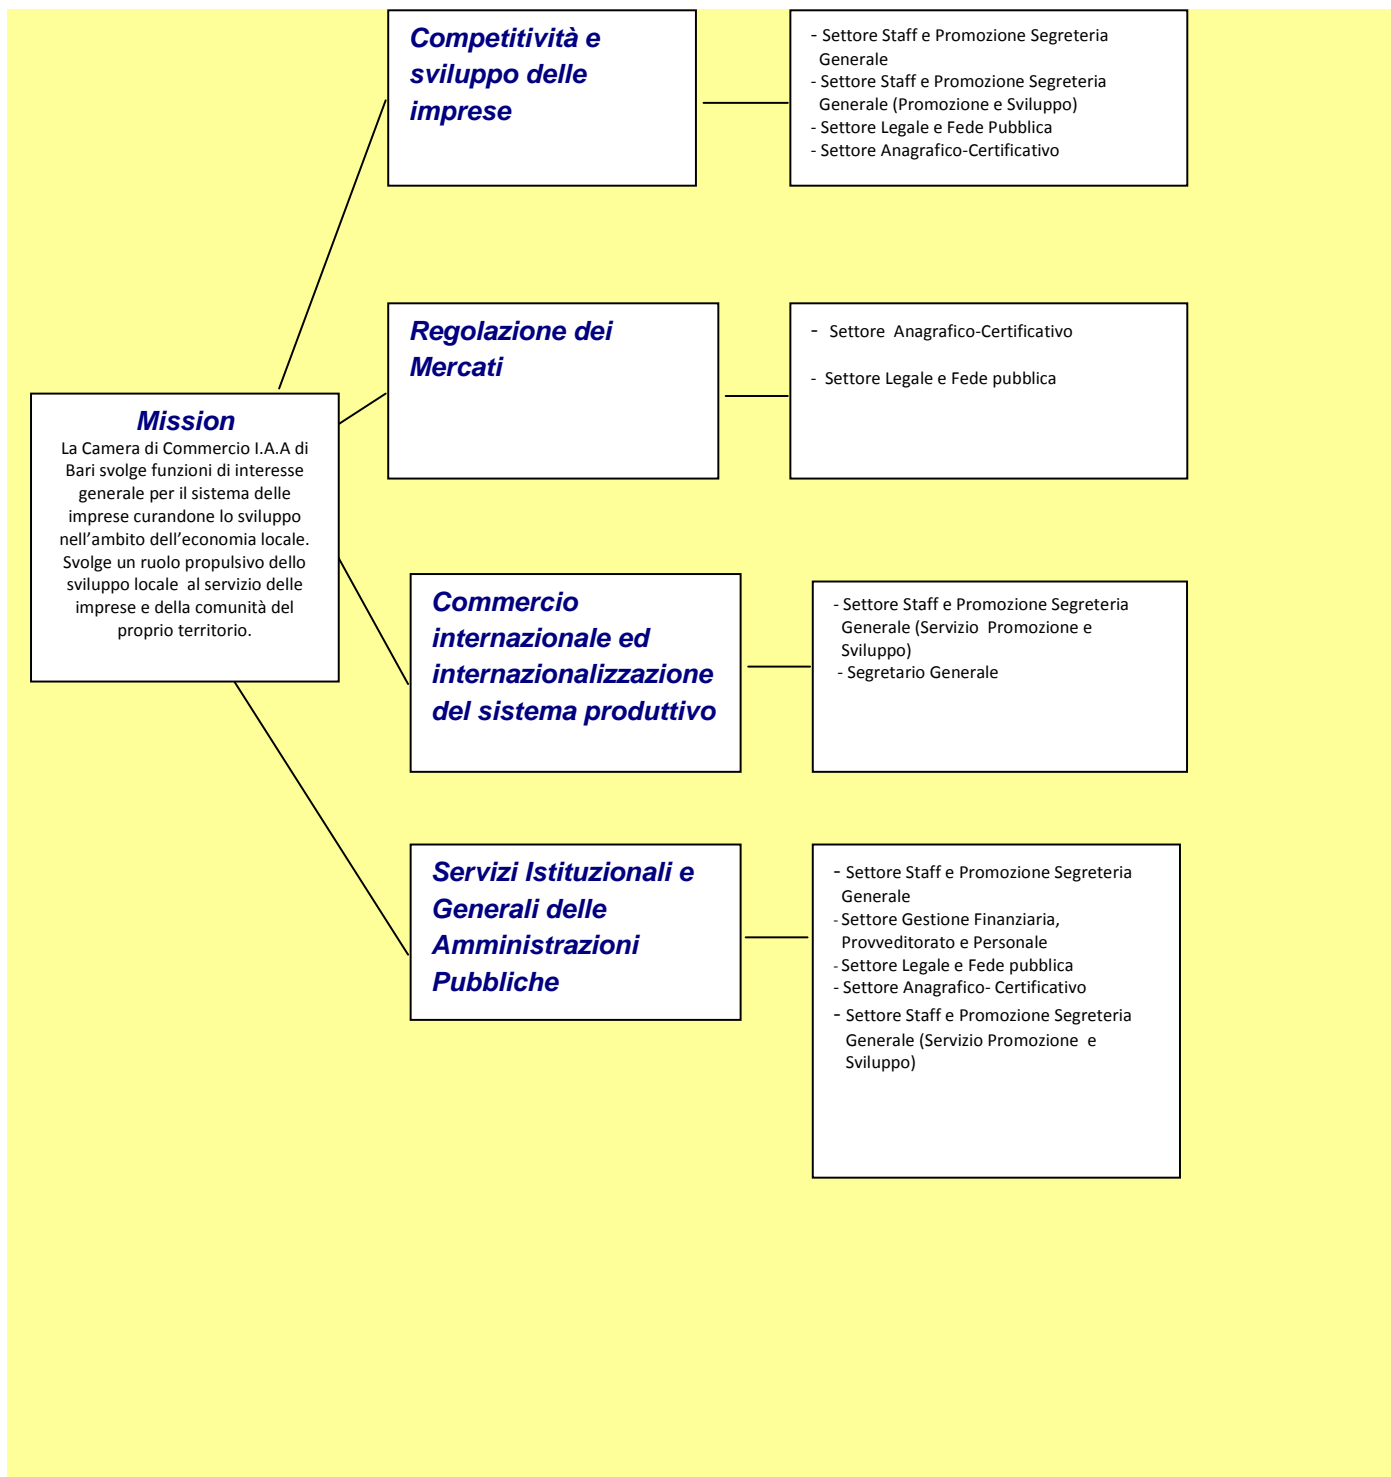 Competitività e
sviluppo delle
imprese
- Settore Staff e Promozione Segreteria
Generale
- Settore Staff e Promozione Segreteria
Generale (Promozione e Sviluppo)
- Settore Legale e Fede Pubblica
- Settore Anagrafico-Certificativo
Regolazione dei
Mercati
- Settore Anagrafico-Certificativo
- Settore Legale e Fede pubblica
Mission
La Camera di Commercio I.A.A di
Bari svolge funzioni di interesse
generale per il sistema delle
imprese curandone lo sviluppo
nell’ambito dell’economia locale.
Svolge un ruolo propulsivo dello
sviluppo locale al servizio delle
imprese e della comunità del
proprio territorio.
Commercio
internazionale ed
internazionalizzazione
del sistema produttivo
- Settore Staff e Promozione Segreteria
Generale (Servizio Promozione e
Sviluppo)
- Segretario Generale
Servizi Istituzionali e
Generali delle
Amministrazioni
Pubbliche
- Settore Staff e Promozione Segreteria
Generale
- Settore Gestione Finanziaria,
Provveditorato e Personale
- Settore Legale e Fede pubblica
- Settore Anagrafico- Certificativo
- Settore Staff e Promozione Segreteria
Generale (Servizio Promozione e
Sviluppo)